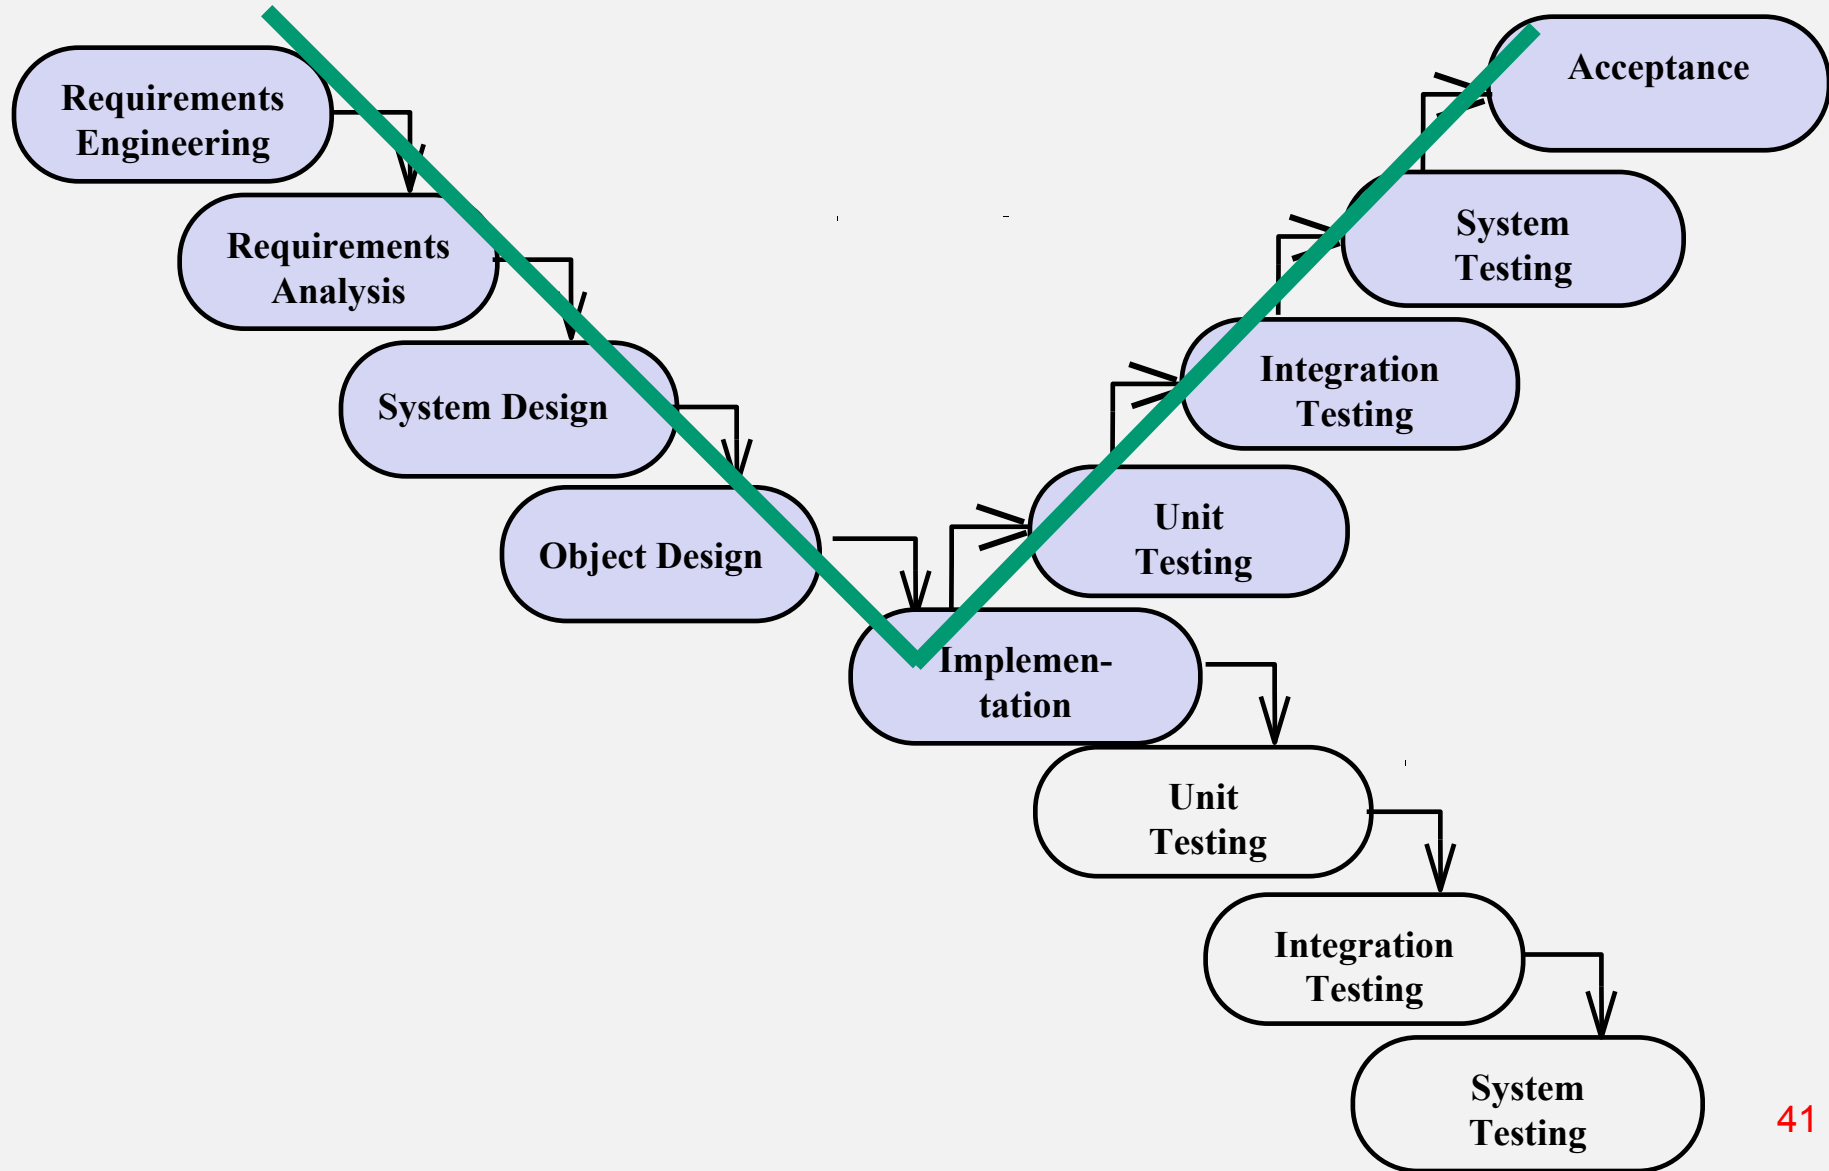 Requirements
Engineering
Requirements
Analysis
System Design
Object Design
Implemen-
tation
Unit
Testing
Integration
Testing
System
Testing
Acceptance
Unit
Testing
Integration
Testing
System
Testing
41